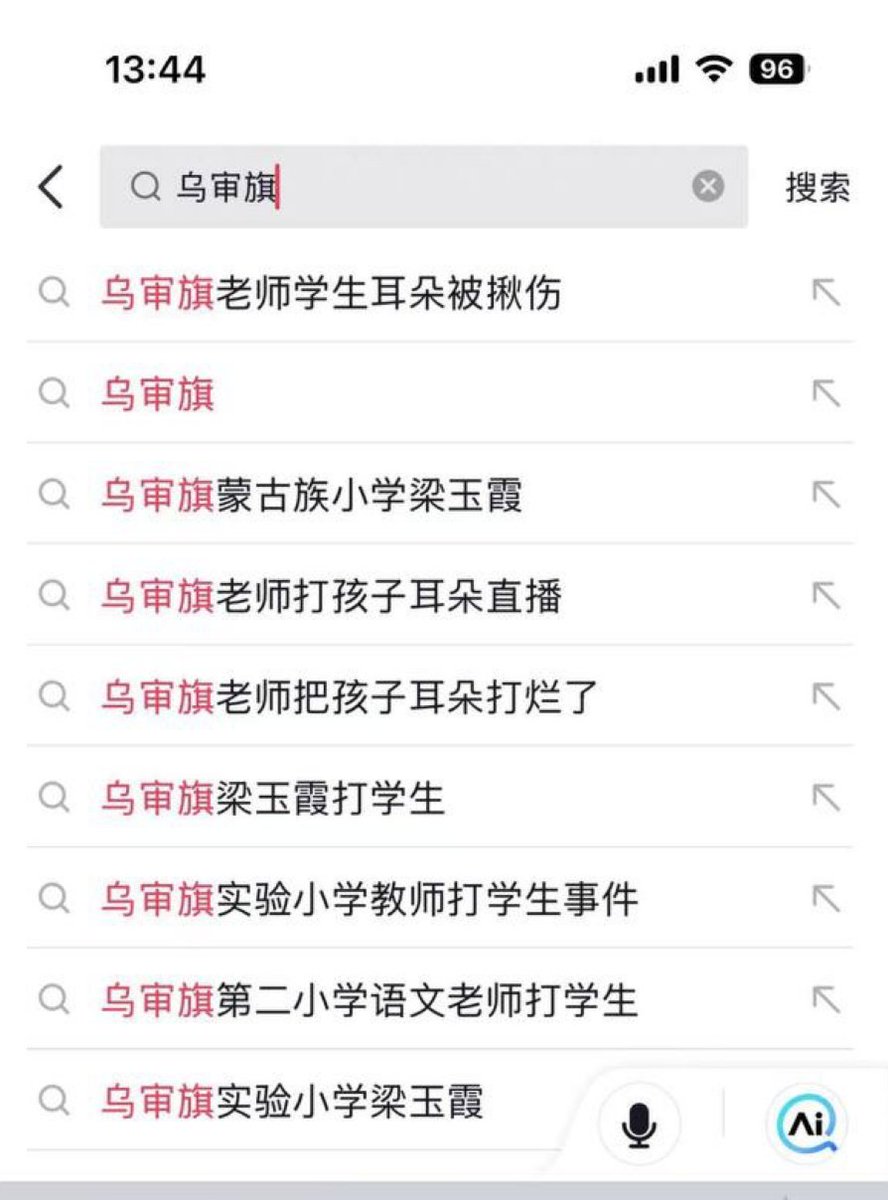 13:44
96
乌审旗
搜索
乌审旗老师学生耳朵被揪伤
乌审旗
乌审旗蒙古族小学梁玉霞
乌审旗老师打孩子耳朵直播
乌审旗老师把孩子耳朵打烂了
乌审旗梁玉霞打学生
乌审旗实验小学教师打学生事件
乌审旗第二小学语文老师打学生
乌审旗实验小学梁玉霞
Ai